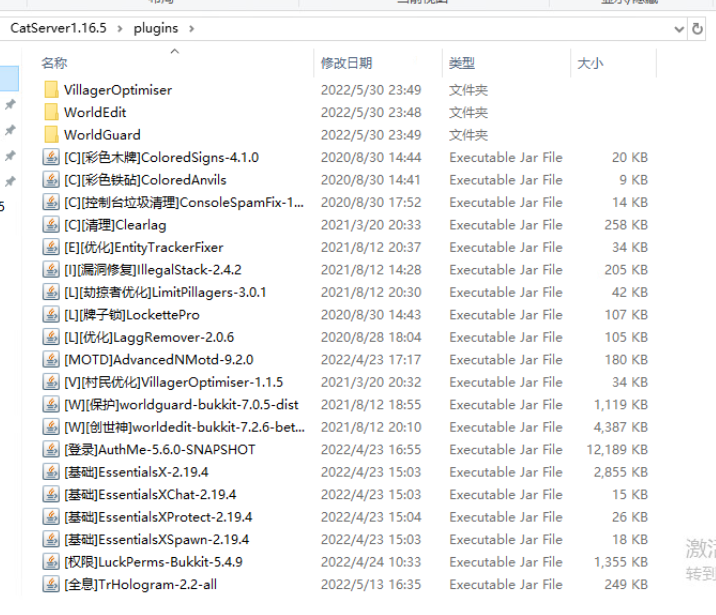 CatServer1.16.5 › plugins ›
名称 修改日期 类型 大小
VillagerOptimiser 2022/5/30 23:49 文件夹
WorldEdit 2022/5/30 23:48 文件夹
WorldGuard 2022/5/30 23:49 文件夹
[C][彩色木牌]ColoredSigns-4.1.0 2020/8/30 14:44 Executable Jar File 20 KB
[C][彩色铁砧]ColoredAnvils 2020/8/30 14:41 Executable Jar File 9 KB
[C][控制台垃圾清理]ConsoleSpamFix-1... 2020/8/30 17:52 Executable Jar File 14 KB
[C][清理]Clearlag 2021/3/20 20:33 Executable Jar File 258 KB
[E][优化]EntityTrackerFixer 2021/8/12 20:37 Executable Jar File 34 KB
[I][漏洞修复]IllegalStack-2.4.2 2021/8/12 14:28 Executable Jar File 205 KB
[L][劫掠者优化]LimitPillagers-3.0.1 2021/8/12 20:30 Executable Jar File 42 KB
[L][牌子锁]LockettePro 2020/8/30 14:43 Executable Jar File 107 KB
[L][优化]LaggRemover-2.0.6 2020/8/28 18:04 Executable Jar File 105 KB
[MOTD]AdvancedNMotd-9.2.0 2022/4/23 17:17 Executable Jar File 180 KB
[V][村民优化]VillagerOptimiser-1.1.5 2021/3/20 20:32 Executable Jar File 34 KB
[W][保护]worldguard-bukkit-7.0.5-dist 2021/8/12 18:55 Executable Jar File 1,119 KB
[W][创世神]worldedit-bukkit-7.2.6-bet... 2021/8/12 20:10 Executable Jar File 4,387 KB
[登录]AuthMe-5.6.0-SNAPSHOT 2022/4/23 16:55 Executable Jar File 12,189 KB
[基础]EssentialsX-2.19.4 2022/4/23 15:03 Executable Jar File 2,855 KB
[基础]EssentialsXChat-2.19.4 2022/4/23 15:03 Executable Jar File 15 KB
[基础]EssentialsXProtect-2.19.4 2022/4/23 15:04 Executable Jar File 26 KB
[基础]EssentialsXSpawn-2.19.4 2022/4/23 15:03 Executable Jar File 18 KB
[权限]LuckPerms-Bukkit-5.4.9 2022/4/24 10:33 Executable Jar File 1,355 KB
[全息]TrHologram-2.2-all 2022/5/13 16:35 Executable Jar File 249 KB
激活
转到